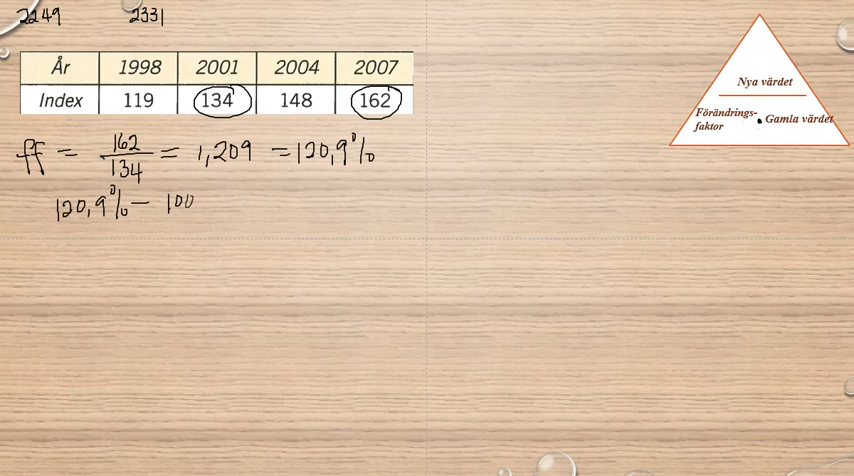 2249 2331
År 1998 2001 2004 2007
Index 119 134 148 162
ff = 162/134 = 1,209 = 120,9%
120,9% - 100
Nya värdet
Förändrings- • Gamla värdet
faktor